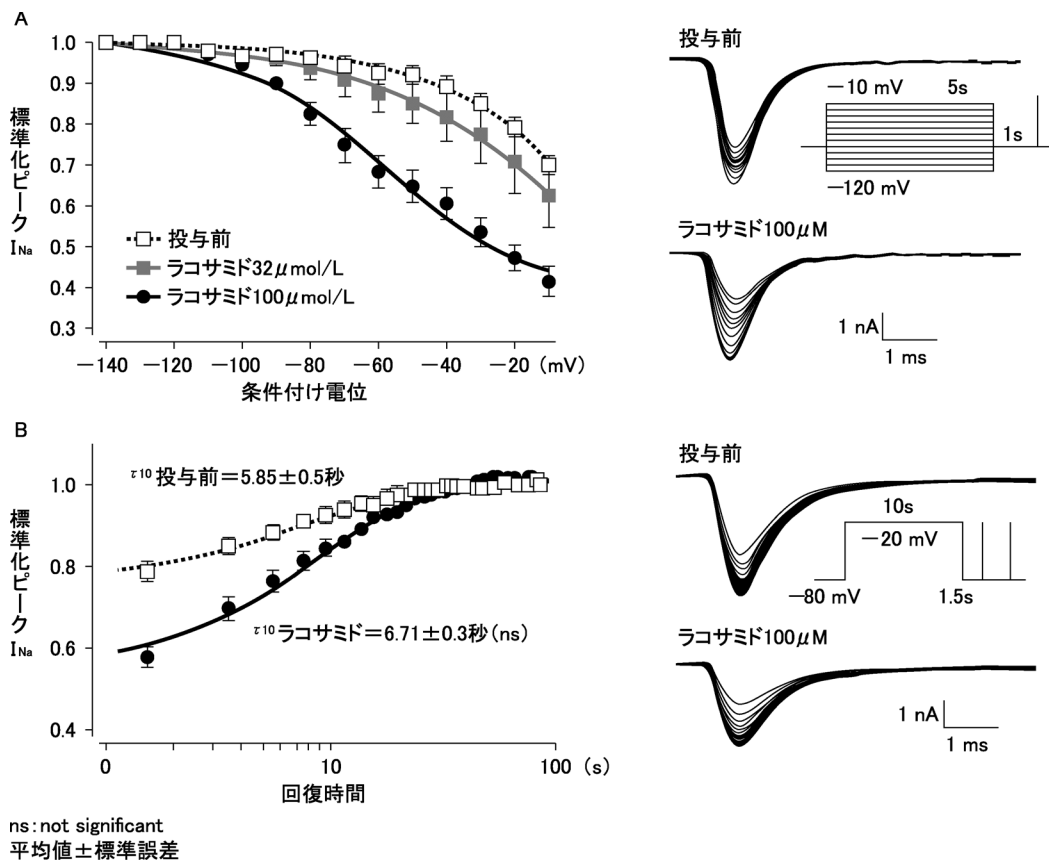 A
1.0
0.9
0.8
0.7
0.6
0.5
0.4
0.3
標準化ピーク INa
投与前
ラコサミド32μmol/L
ラコサミド100μmol/L
−140 −120 −100 −80 −60 −40 −20 (mV)
条件付け電位
投与前
−10 mV 5s
1s
−120 mV
ラコサミド100μM
1 nA
1 ms
B
1.0
0.8
0.6
0.4
標準化ピーク INa
τ10 投与前=5.85±0.5秒
τ10 ラコサミド=6.71±0.3秒(ns)
0 10 100 (s)
回復時間
投与前
10s
−20 mV
−80 mV 1.5s
ラコサミド100μM
1 nA
1 ms
ns:not significant
平均値±標準誤差